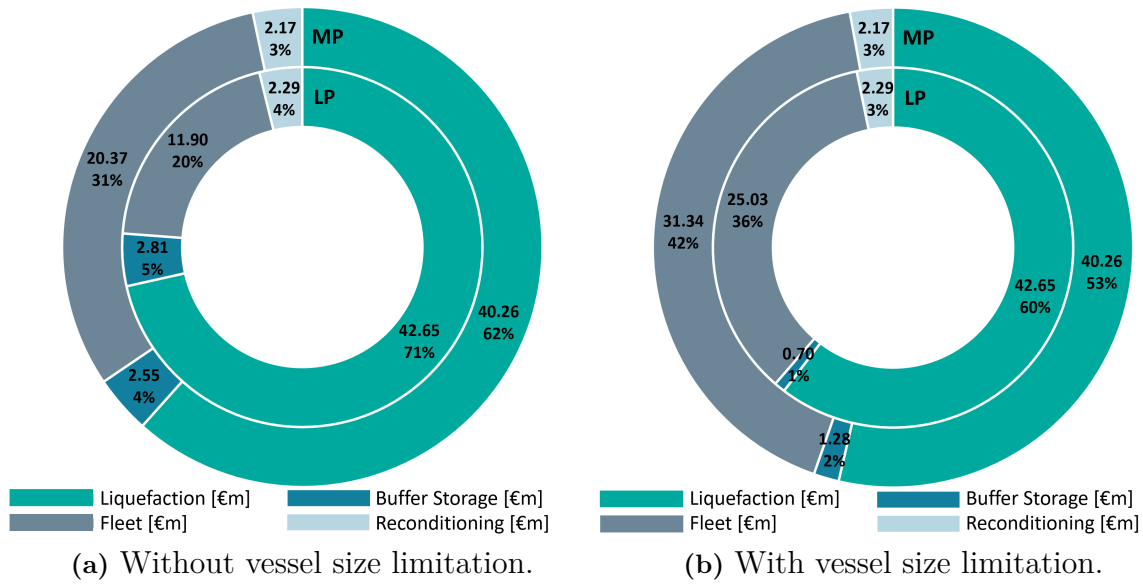 2.17
3%
MP
2.29
4%
LP
11.90
20%
20.37
31%
2.81
5%
42.65
71%
40.26
62%
2.55
4%
Liquefaction [€m]
Buffer Storage [€m]
Fleet [€m]
Reconditioning [€m]
(a) Without vessel size limitation.
2.17
3%
MP
2.29
3%
LP
25.03
36%
31.34
42%
40.26
53%
42.65
60%
0.70
1%
1.28
2%
Liquefaction [€m]
Buffer Storage [€m]
Fleet [€m]
Reconditioning [€m]
(b) With vessel size limitation.